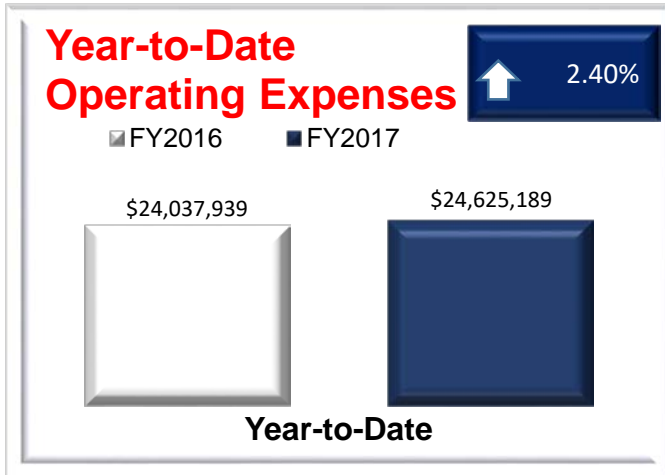 Year-to-Date
Operating Expenses
2.40%
FY2016 FY2017
$24,037,939 $24,625,189
Year-to-Date